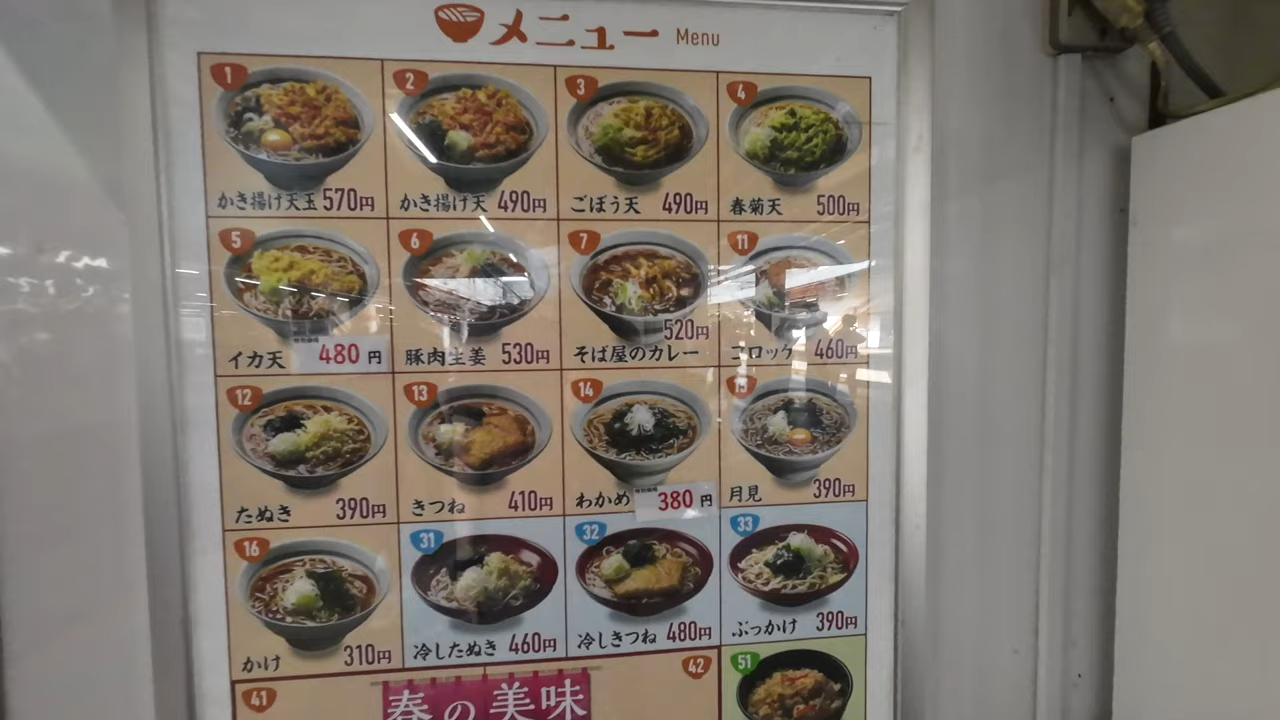 メニュー Menu
1 2 3 4
かき揚げ天玉 570円 かき揚げ天 490円 ごぼう天 490円 春菊天 500円
5 6 7 11
イカ天 480円 豚肉生姜 530円 そば屋のカレー 520円 コロッケ 460円
12 13 14 15
たぬき 390円 きつね 410円 わかめ 380円 月見 390円
16 31 32 33
かけ 310円 冷したぬき 460円 冷しきつね 480円 ぶっかけ 390円
41 42 51
春の美味